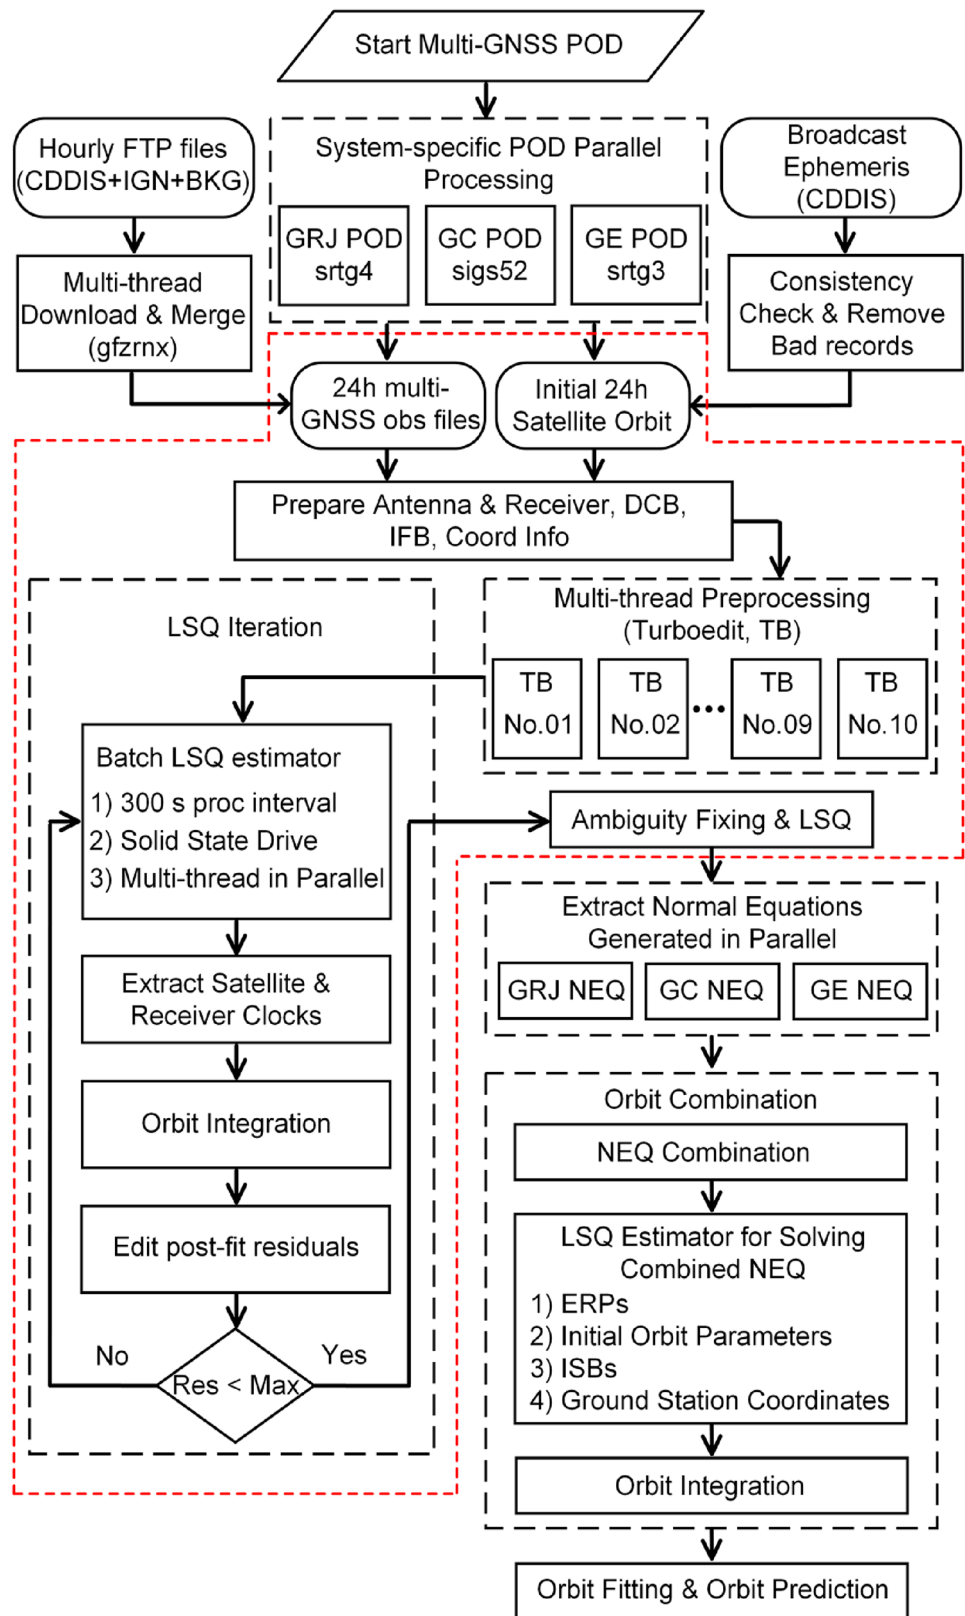 Start Multi-GNSS POD
Hourly FTP files
(CDDIS+IGN+BKG)
System-specific POD Parallel
Processing
GRJ POD
srtg4
GC POD
sigs52
GE POD
srtg3
Broadcast
Ephemeris
(CDDIS)
Multi-thread
Download & Merge
(gfzrnx)
Consistency
Check & Remove
Bad records
24h multi-
GNSS obs files
Initial 24h
Satellite Orbit
Prepare Antenna & Receiver, DCB,
IFB, Coord Info
Multi-thread Preprocessing
(Turboedit, TB)
TB
No.01
TB
No.02
•••
TB
No.09
TB
No.10
LSQ Iteration
Batch LSQ estimator
1) 300 s proc interval
2) Solid State Drive
3) Multi-thread in Parallel
Extract Satellite &
Receiver Clocks
Orbit Integration
Edit post-fit residuals
No
Res < Max
Yes
Ambiguity Fixing & LSQ
Extract Normal Equations
Generated in Parallel
GRJ NEQ
GC NEQ
GE NEQ
Orbit Combination
NEQ Combination
LSQ Estimator for Solving
Combined NEQ
1) ERPs
2) Initial Orbit Parameters
3) ISBs
4) Ground Station Coordinates
Orbit Integration
Orbit Fitting & Orbit Prediction